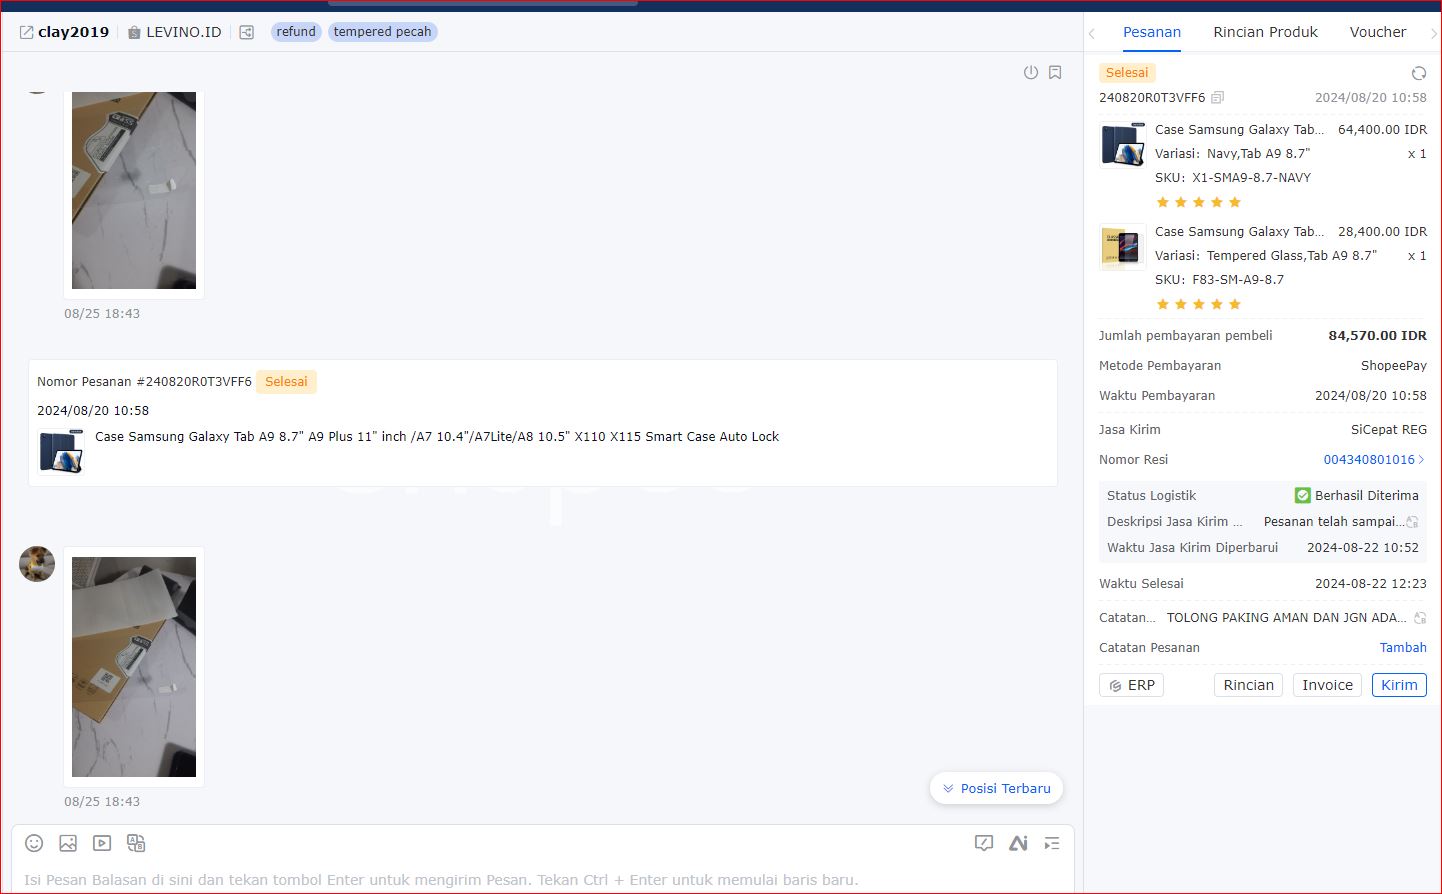 clay2019 LEVINO.ID refund tempered pecah
08/25 18:43
Nomor Pesanan #240820R0T3VFF6 Selesai
2024/08/20 10:58
Case Samsung Galaxy Tab A9 8.7" A9 Plus 11" inch /A7 10.4"/A7Lite/A8 10.5" X110 X115 Smart Case Auto Lock
08/25 18:43
Posisi Terbaru
Isi Pesan Balasan di sini dan tekan tombol Enter untuk mengirim Pesan. Tekan Ctrl + Enter untuk memulai baris baru.
Pesanan Rincian Produk Voucher
Selesai
240820R0T3VFF6 2024/08/20 10:58
Case Samsung Galaxy Tab... 64,400.00 IDR
Variasi: Navy,Tab A9 8.7" x 1
SKU: X1-SMA9-8.7-NAVY
Case Samsung Galaxy Tab... 28,400.00 IDR
Variasi: Tempered Glass,Tab A9 8.7" x 1
SKU: F83-SM-A9-8.7
Jumlah pembayaran pembeli 84,570.00 IDR
Metode Pembayaran ShopeePay
Waktu Pembayaran 2024/08/20 10:58
Jasa Kirim SiCepat REG
Nomor Resi 004340801016
Status Logistik Berhasil Diterima
Deskripsi Jasa Kirim ... Pesanan telah sampai...
Waktu Jasa Kirim Diperbarui 2024-08-22 10:52
Waktu Selesai 2024-08-22 12:23
Catatan... TOLONG PAKING AMAN DAN JGN ADA...
Catatan Pesanan Tambah
ERP Rincian Invoice Kirim